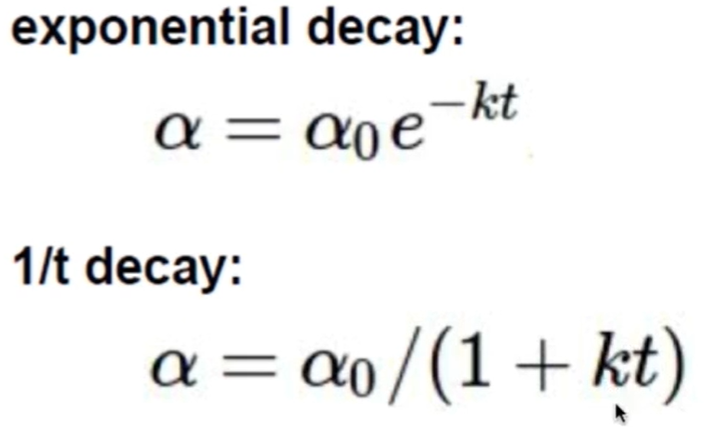 exponential decay:
α = α₀e^{−kt}
1/t decay:
α = α₀/(1 + kt)